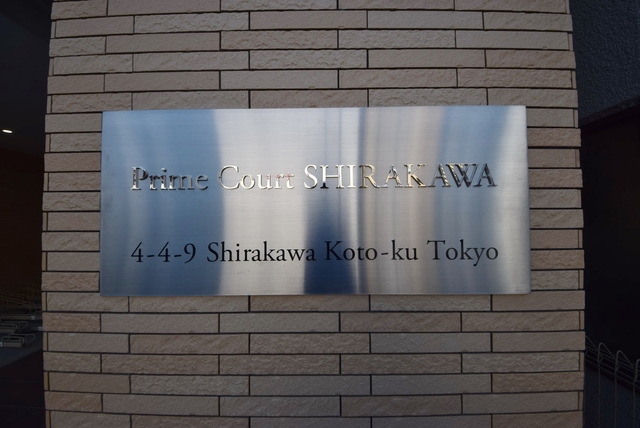 Prime Court SHIRAKAWA
4-4-9 Shirakawa Koto-ku Tokyo